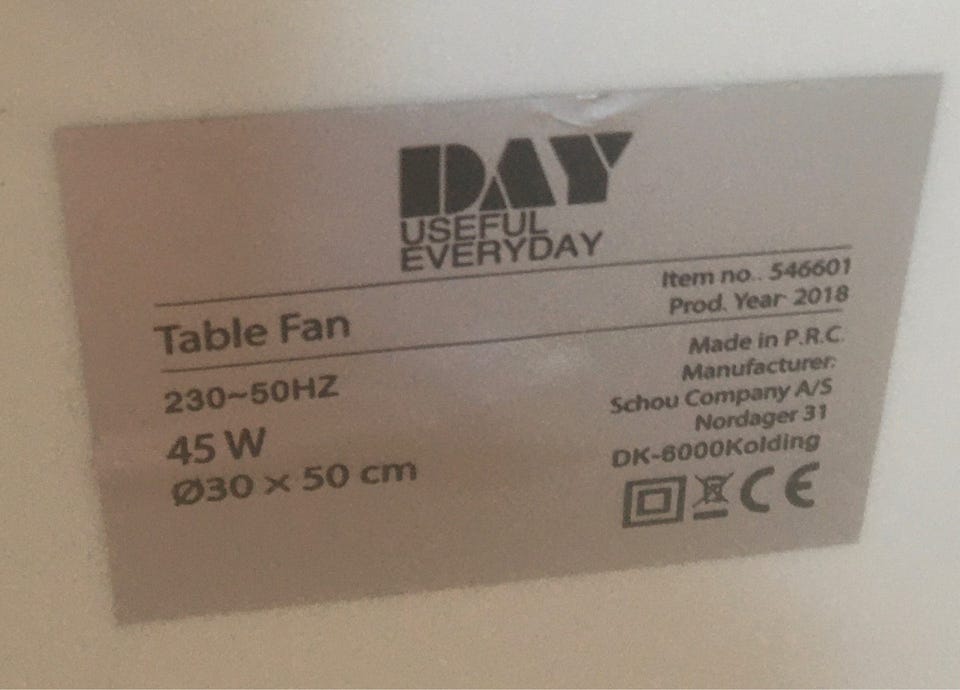 DAY
USEFUL
EVERYDAY
Item no.. 546601
Prod. Year 2018
Table Fan
230~50HZ
45 W
Ø30 x 50 cm
Made in P.R.C.
Manufacturer:
Schou Company A/S
Nordager 31
DK-6000Kolding
CE